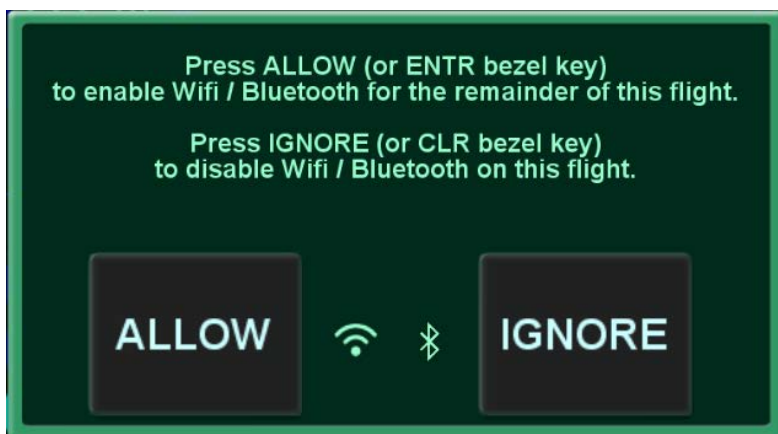 Press ALLOW (or ENTR bezel key)
to enable Wifi / Bluetooth for the remainder of this flight.
Press IGNORE (or CLR bezel key)
to disable Wifi / Bluetooth on this flight.
ALLOW
IGNORE